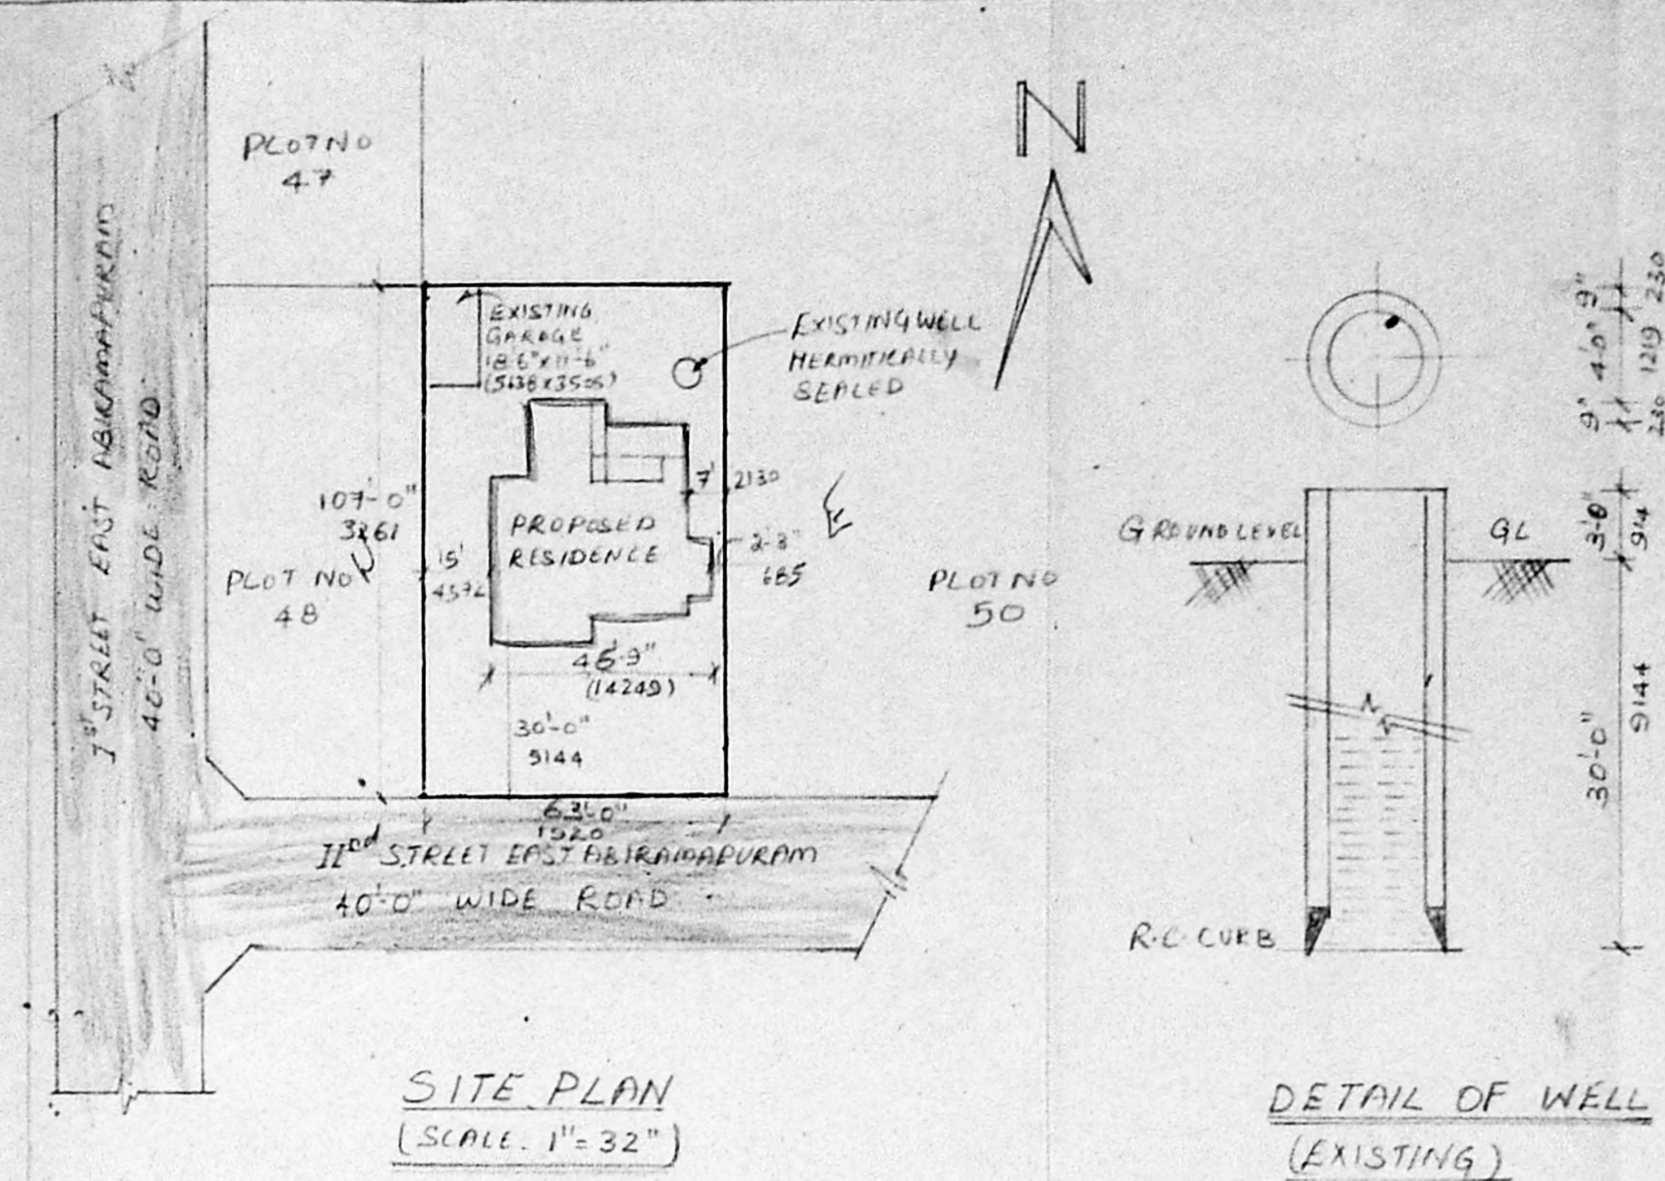 PLOT NO
47
N
EXISTING
GARAGE
18'6"x11'-6"
(5638x3505)
EXISTING WELL
HERMITICALLY
SEALED
1ST STREET EAST ABIRAMAPURAM
40'-0" WIDE ROAD
107'-0"
3261
PLOT NO
48
15'
4572
PROPOSED
RESIDENCE
7'
2130
2'-3"
685
E
PLOT NO
50
46'-9"
(14249)
30'-0"
9144
63'-0"
1920
IInd STREET EAST ABIRAMAPURAM
40'-0" WIDE ROAD
SITE PLAN
(SCALE. 1"=32")
9" 4'-0" 9"
230 1219 230
GROUND LEVEL
GL
3'-0"
914
30'-0"
9144
R.C. CURB
DETAIL OF WELL
(EXISTING)